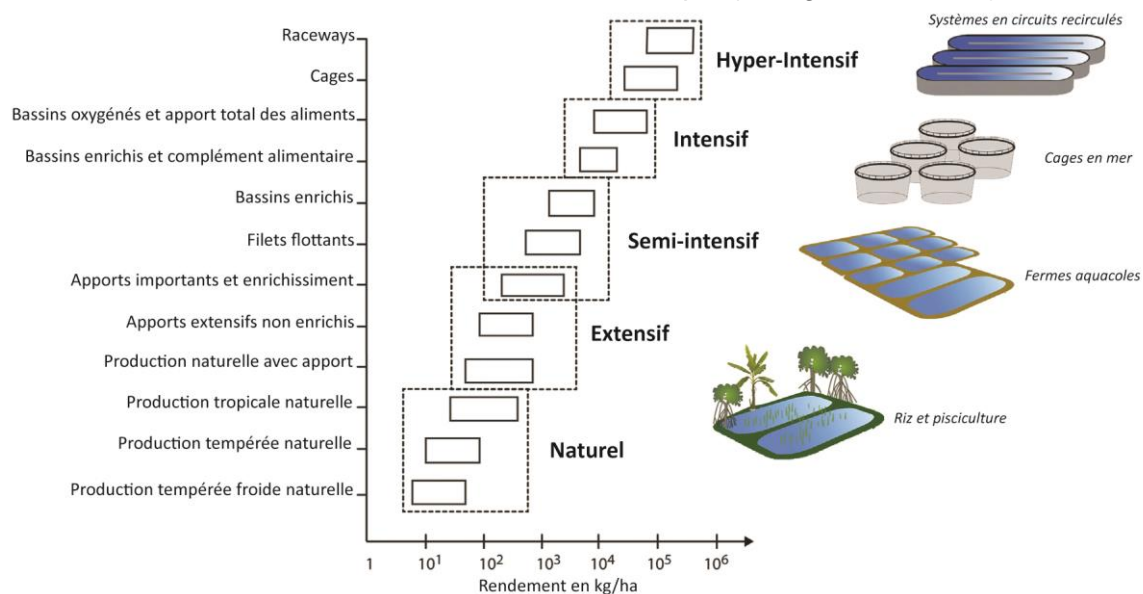 Systèmes en circuits recirculés
Raceways
Hyper-Intensif
Cages
Bassins oxygénés et apport total des aliments
Intensif
Bassins enrichis et complément alimentaire
Cages en mer
Bassins enrichis
Semi-intensif
Filets flottants
Fermes aquacoles
Apports importants et enrichissment
Apports extensifs non enrichis
Extensif
Production naturelle avec apport
Production tropicale naturelle
Riz et pisciculture
Production tempérée naturelle
Naturel
Production tempérée froide naturelle
1 10¹ 10² 10³ 10⁴ 10⁵ 10⁶
Rendement en kg/ha